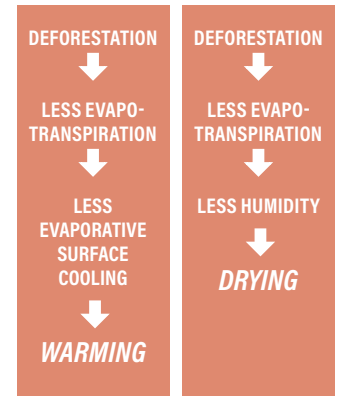 DEFORESTATION
LESS EVAPO-
TRANSPIRATION
LESS
EVAPORATIVE
SURFACE
COOLING
WARMING
DEFORESTATION
LESS EVAPO-
TRANSPIRATION
LESS HUMIDITY
DRYING